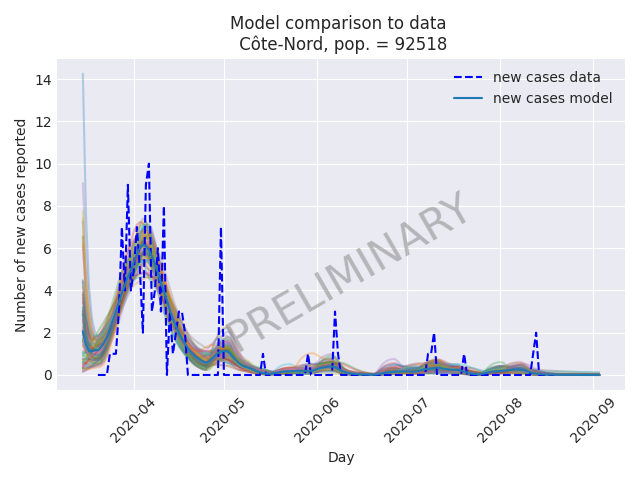 Model comparison to data
Côte-Nord, pop. = 92518
Number of new cases reported
14
12
10
8
6
4
2
0
new cases data
new cases model
PRELIMINARY
2020-04
2020-05
2020-06
2020-07
2020-08
2020-09
Day